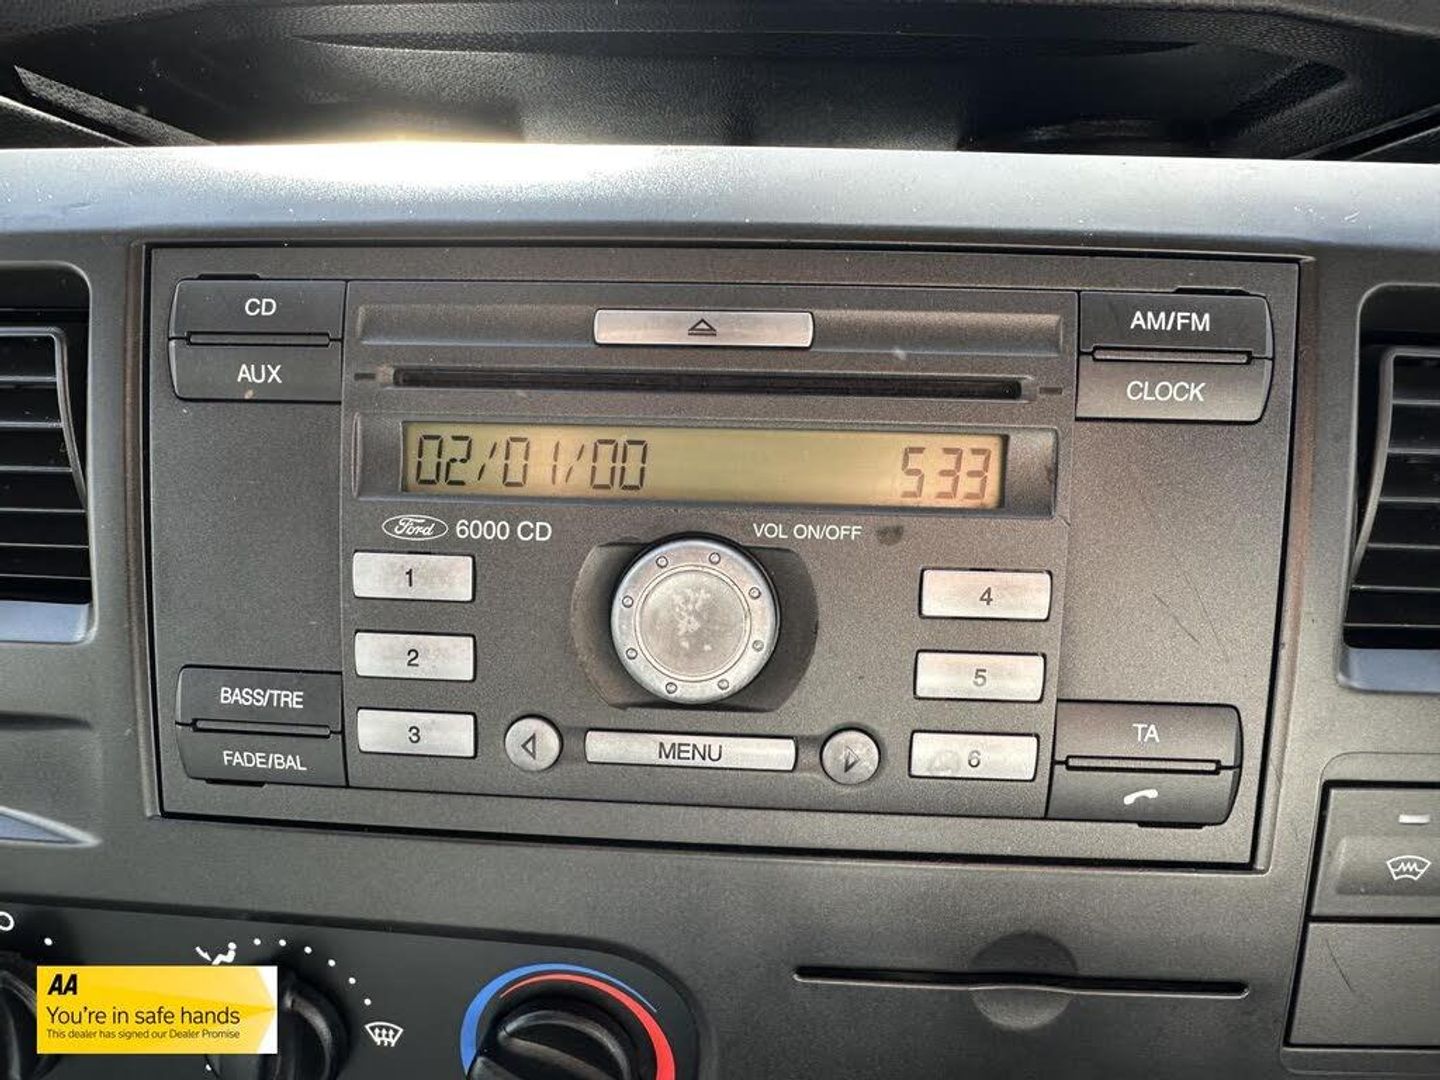 CD
AUX
AM/FM
CLOCK
02/01/00 533
Ford 6000 CD
VOL ON/OFF
1
2
3
4
5
6
BASS/TRE
FADE/BAL
MENU
TA
AA
You're in safe hands
This dealer has signed our Dealer Promise